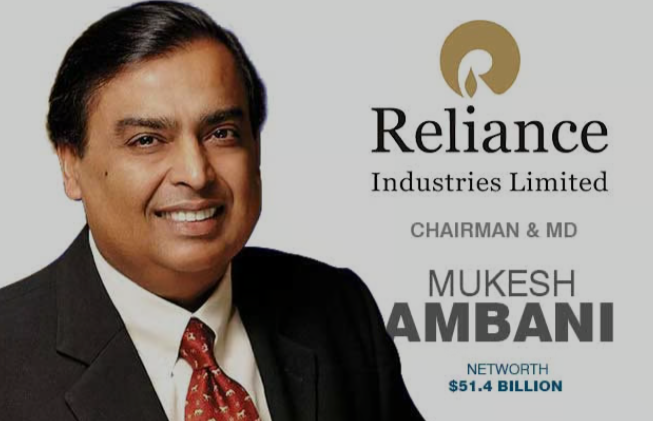 Reliance
Industries Limited
CHAIRMAN & MD
MUKESH
AMBANI
NETWORTH
$51.4 BILLION